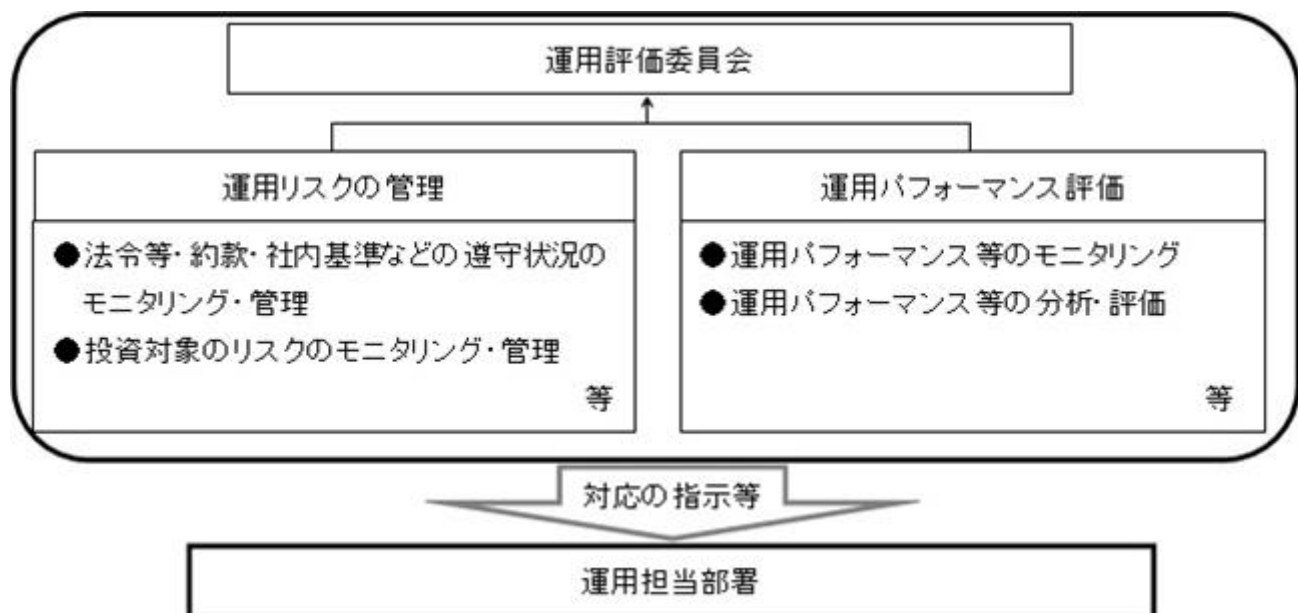 運用評価委員会
運用リスクの管理
●法令等・約款・社内基準などの遵守状況の
モニタリング・管理
●投資対象のリスクのモニタリング・管理
等
運用パフォーマンス評価
●運用パフォーマンス等のモニタリング
●運用パフォーマンス等の分析・評価
等
対応の指示等
運用担当部署